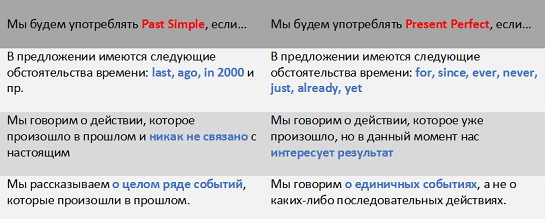 Мы будем употреблять Past Simple, если...
Мы будем употреблять Present Perfect, если...
В предложении имеются следующие
обстоятельства времени: last, ago, in 2000 и
пр.
В предложении имеются следующие
обстоятельства времени: for, since, ever, never,
just, already, yet
Мы говорим о действии, которое
произошло в прошлом и никак не связано с
настоящим
Мы говорим о действии, которое уже
произошло, но в данный момент нас
интересует результат
Мы рассказываем о целом ряде событий,
которые произошли в прошлом.
Мы говорим о единичных событиях, а не о
каких-либо последовательных действиях.